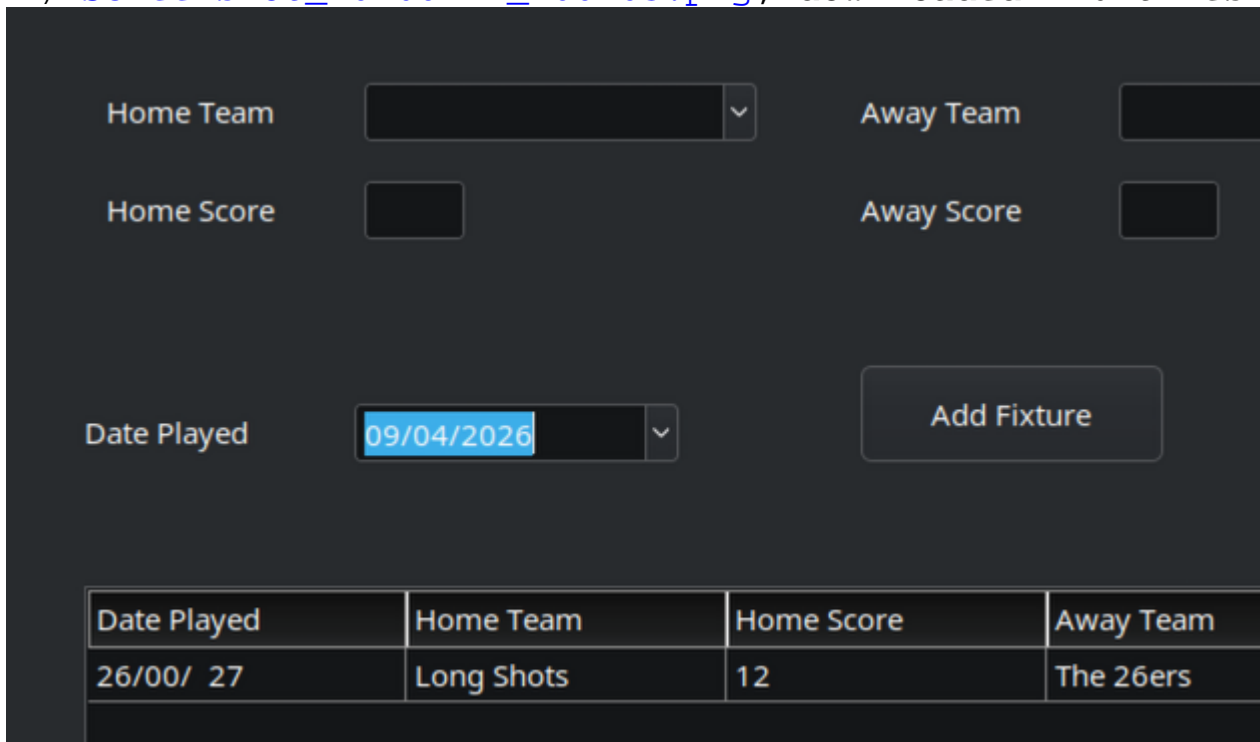 Home Team Away Team
Home Score Away Score
Add Fixture
Date Played 09/04/2026
Date Played Home Team Home Score Away Team
26/00/  27 Long Shots 12 The 26ers